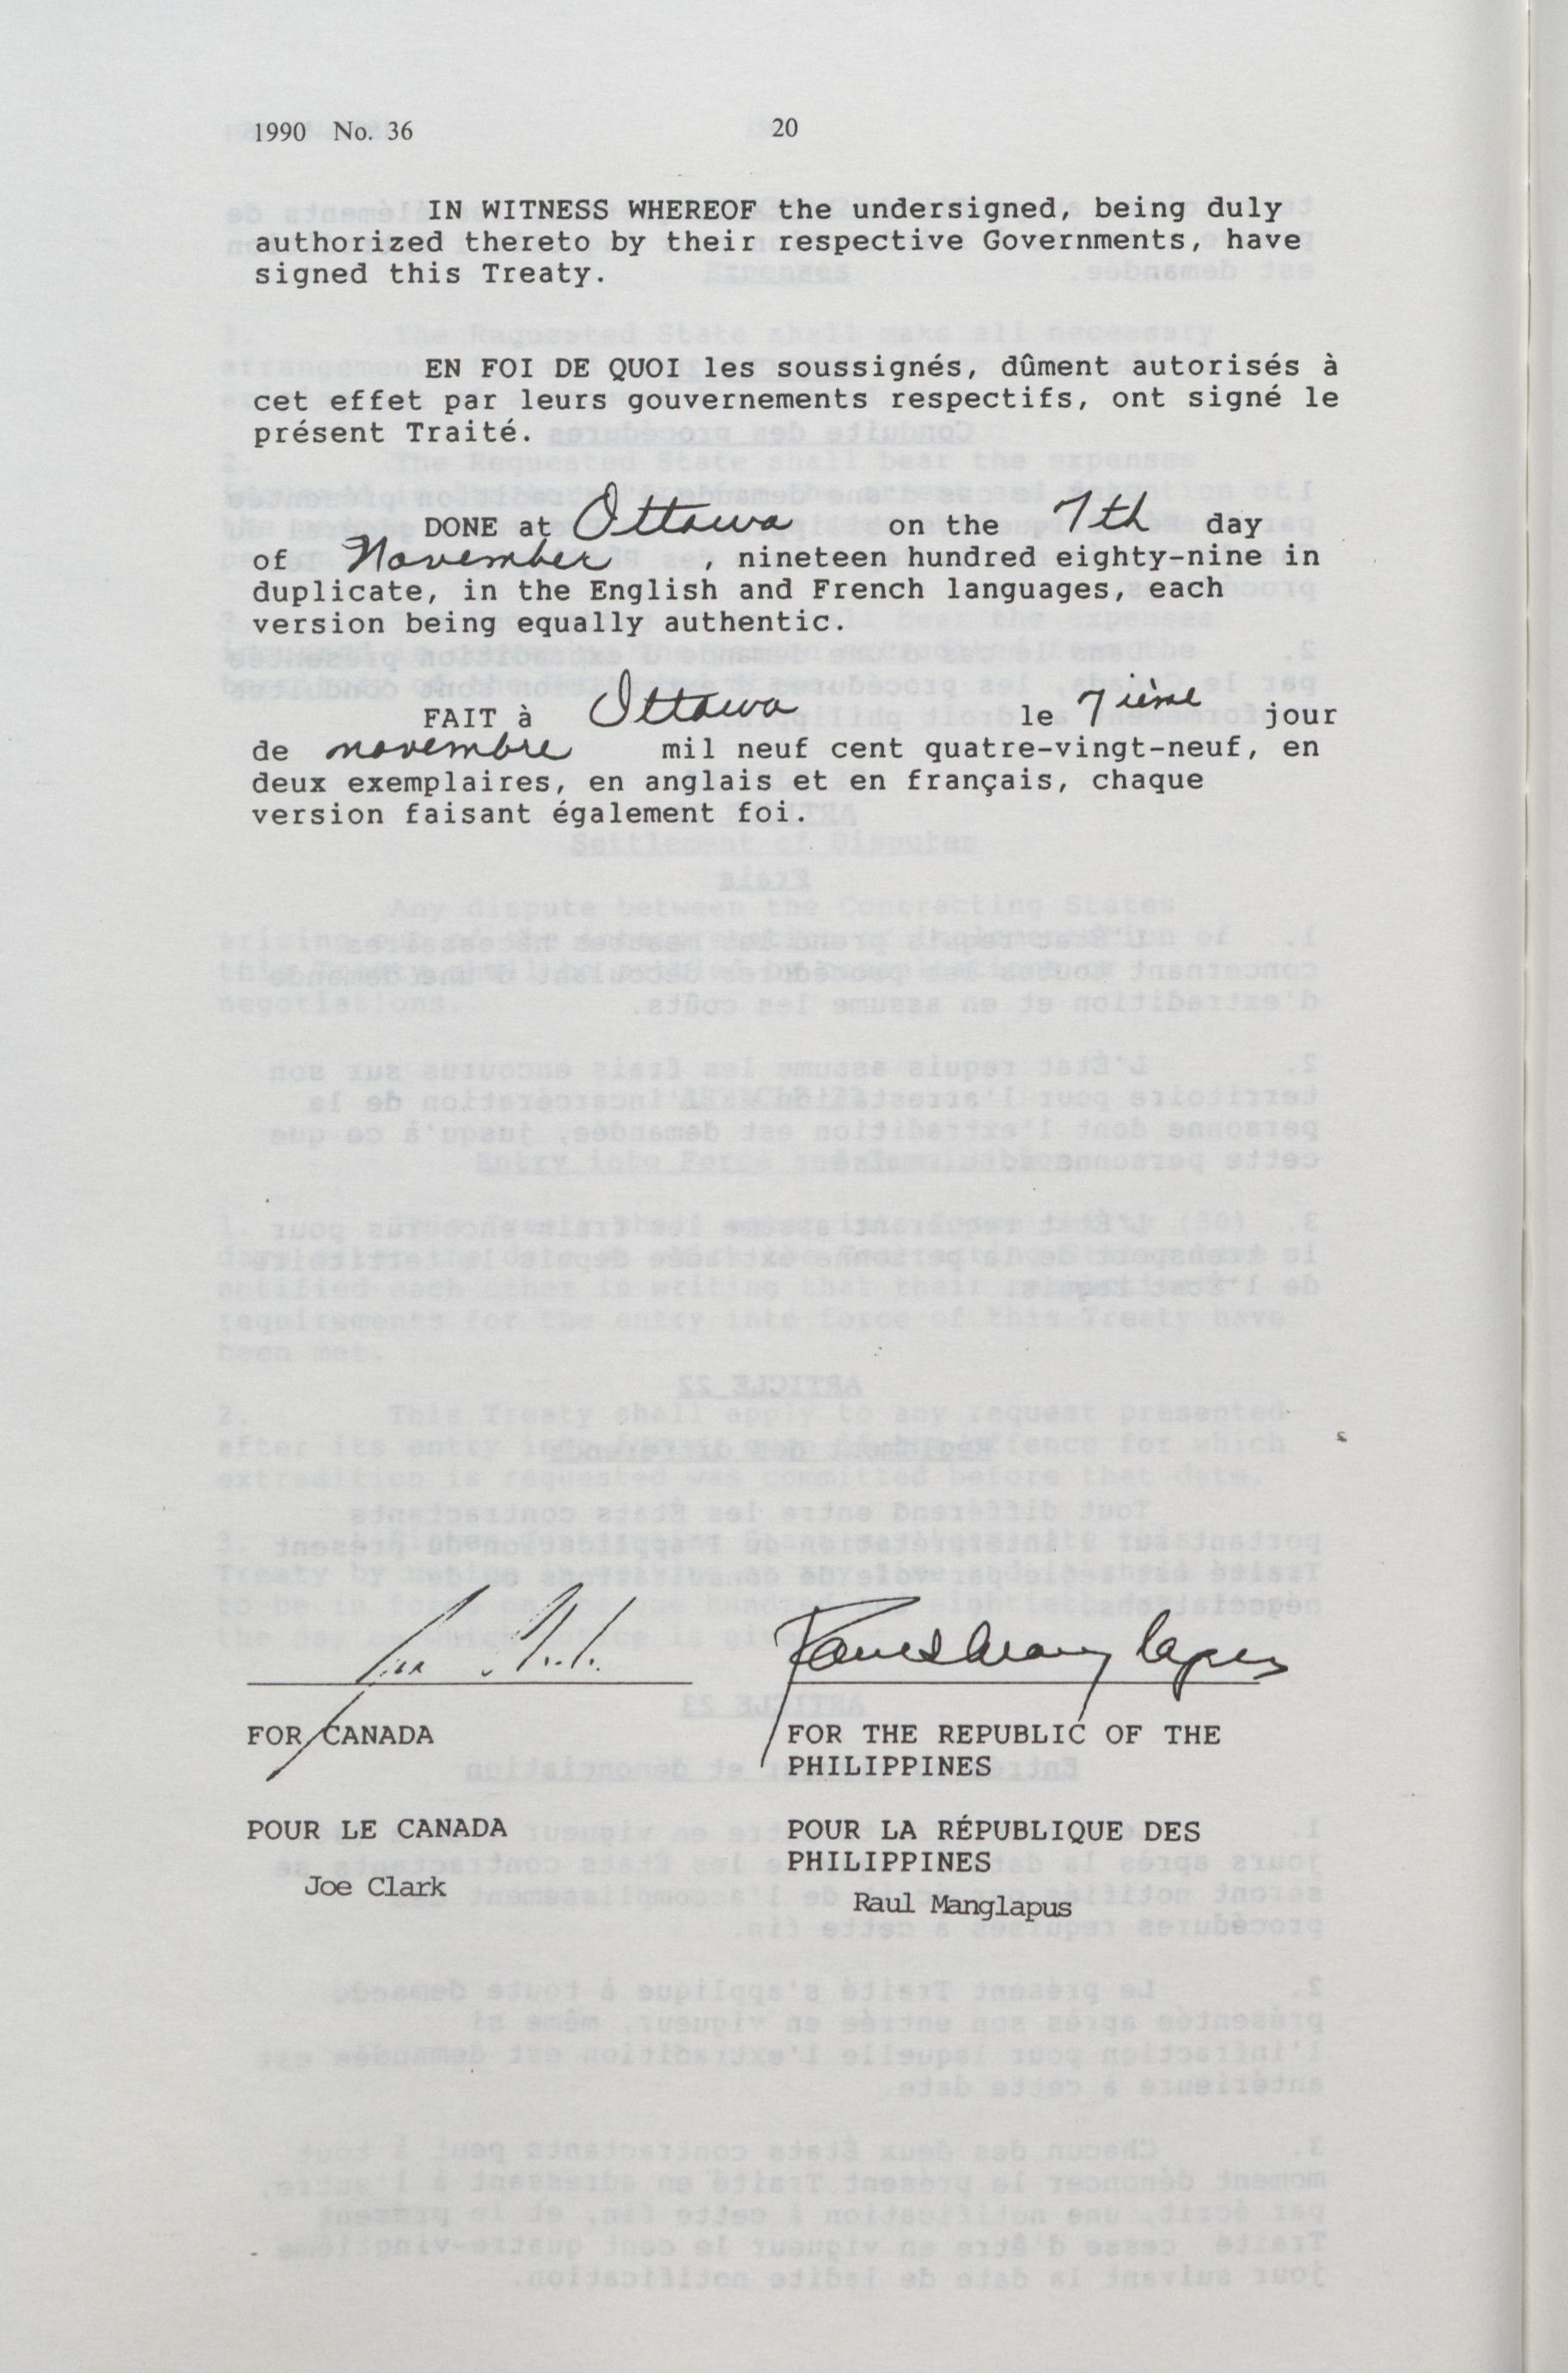 1990 No. 36
20
IN WITNESS WHEREOF the undersigned, being duly
authorized thereto by their respective Governments, have
signed this Treaty.
EN FOI DE QUOI les soussignés, dûment autorisés à
cet effet par leurs gouvernements respectifs, ont signé le
présent Traité.
DONE at Ottawa on the 7th day
of November, nineteen hundred eighty-nine in
duplicate, in the English and French languages, each
version being equally authentic.
FAIT à Ottawa le 7ième jour
de novembre mil neuf cent quatre-vingt-neuf, en
deux exemplaires, en anglais et en français, chaque
version faisant également foi.
FOR CANADA
POUR LE CANADA
Joe Clark
FOR THE REPUBLIC OF THE
PHILIPPINES
POUR LA RÉPUBLIQUE DES
PHILIPPINES
Raul Manglapus